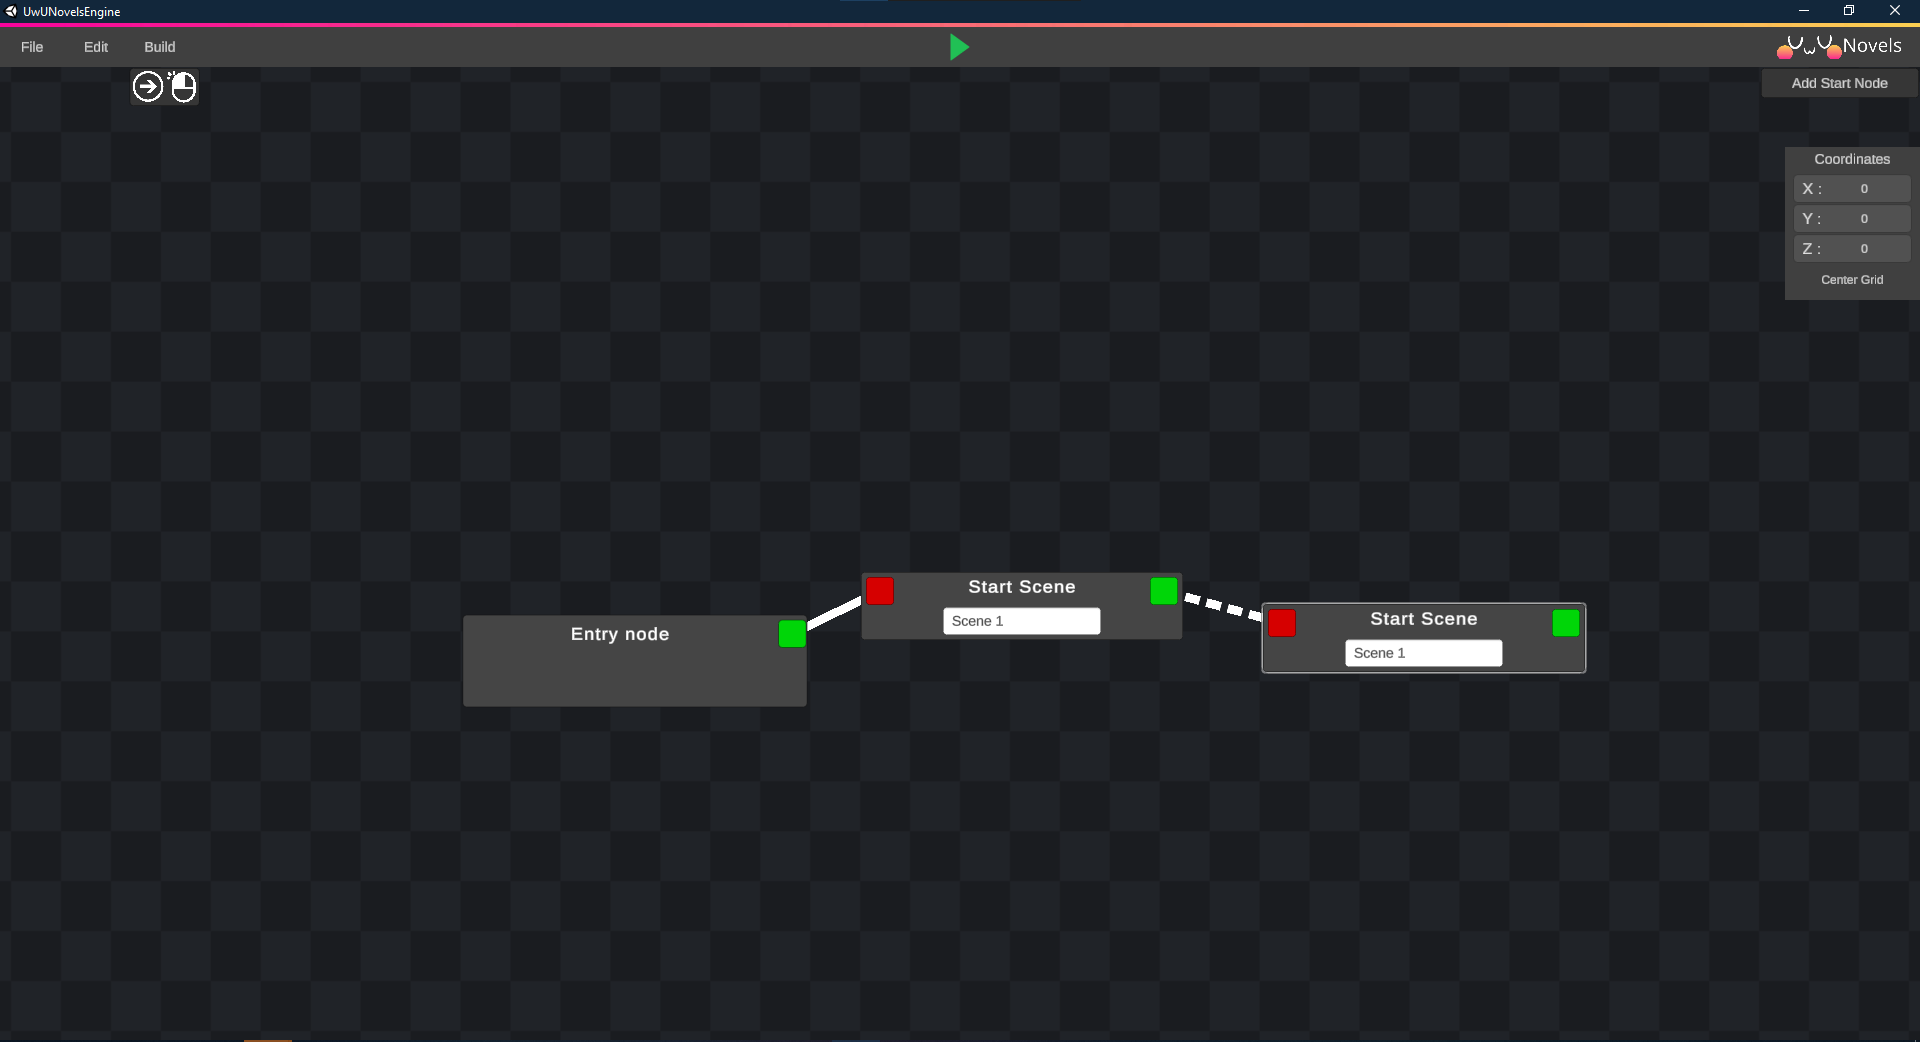 UwUNovelsEngine
File Edit Build
UwU Novels
Add Start Node
Coordinates
X : 0
Y : 0
Z : 0
Center Grid
Start Scene
Scene 1
Start Scene
Scene 1
Entry node